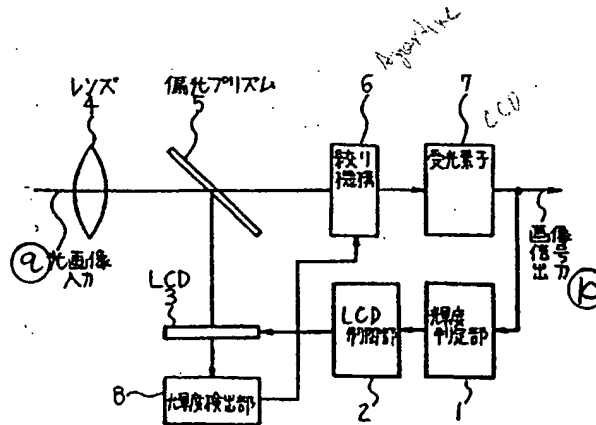 レンズ
4
偏光プリズム
5
6
Aperture
7
CCD
絞り
機構
受光素子
9
光画像
入力
画像
信号
出力
10
LCD
3
LCD
制御部
輝度
判定部
8
輝度検出部
2
1